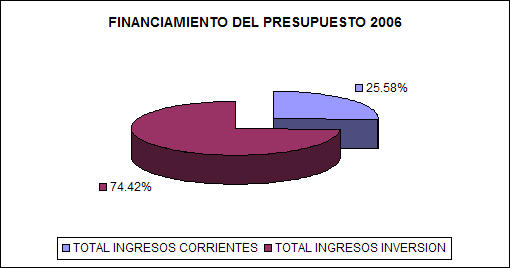 FINANCIAMIENTO DEL PRESUPUESTO 2006
25.58%
74.42%
TOTAL INGRESOS CORRIENTES TOTAL INGRESOS INVERSION